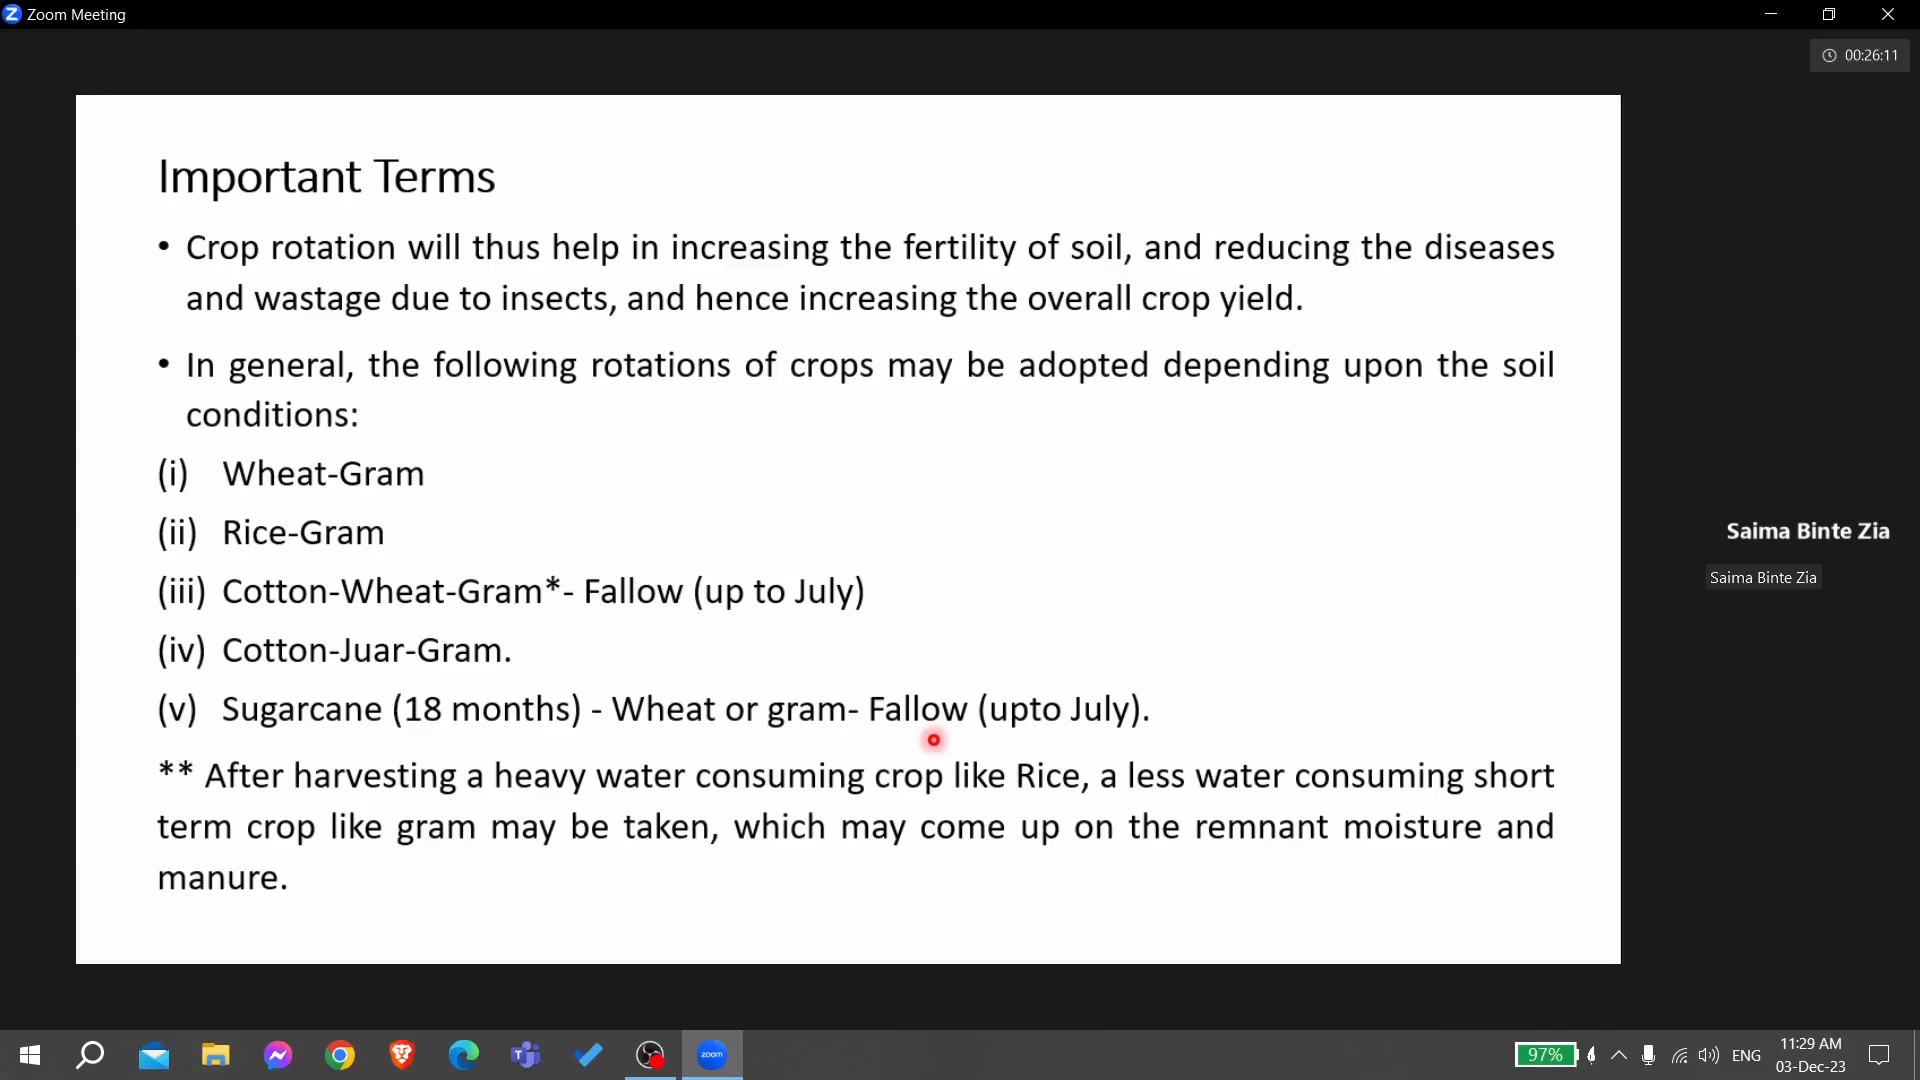 Zoom Meeting
00:26:11
Important Terms
• Crop rotation will thus help in increasing the fertility of soil, and reducing the diseases
and wastage due to insects, and hence increasing the overall crop yield.
• In general, the following rotations of crops may be adopted depending upon the soil
conditions:
(i) Wheat-Gram
(ii) Rice-Gram
(iii) Cotton-Wheat-Gram*- Fallow (up to July)
(iv) Cotton-Juar-Gram.
(v) Sugarcane (18 months) - Wheat or gram- Fallow (upto July).
** After harvesting a heavy water consuming crop like Rice, a less water consuming short
term crop like gram may be taken, which may come up on the remnant moisture and
manure.
Saima Binte Zia
Saima Binte Zia
zoom
97%
ENG
11:29 AM
03-Dec-23